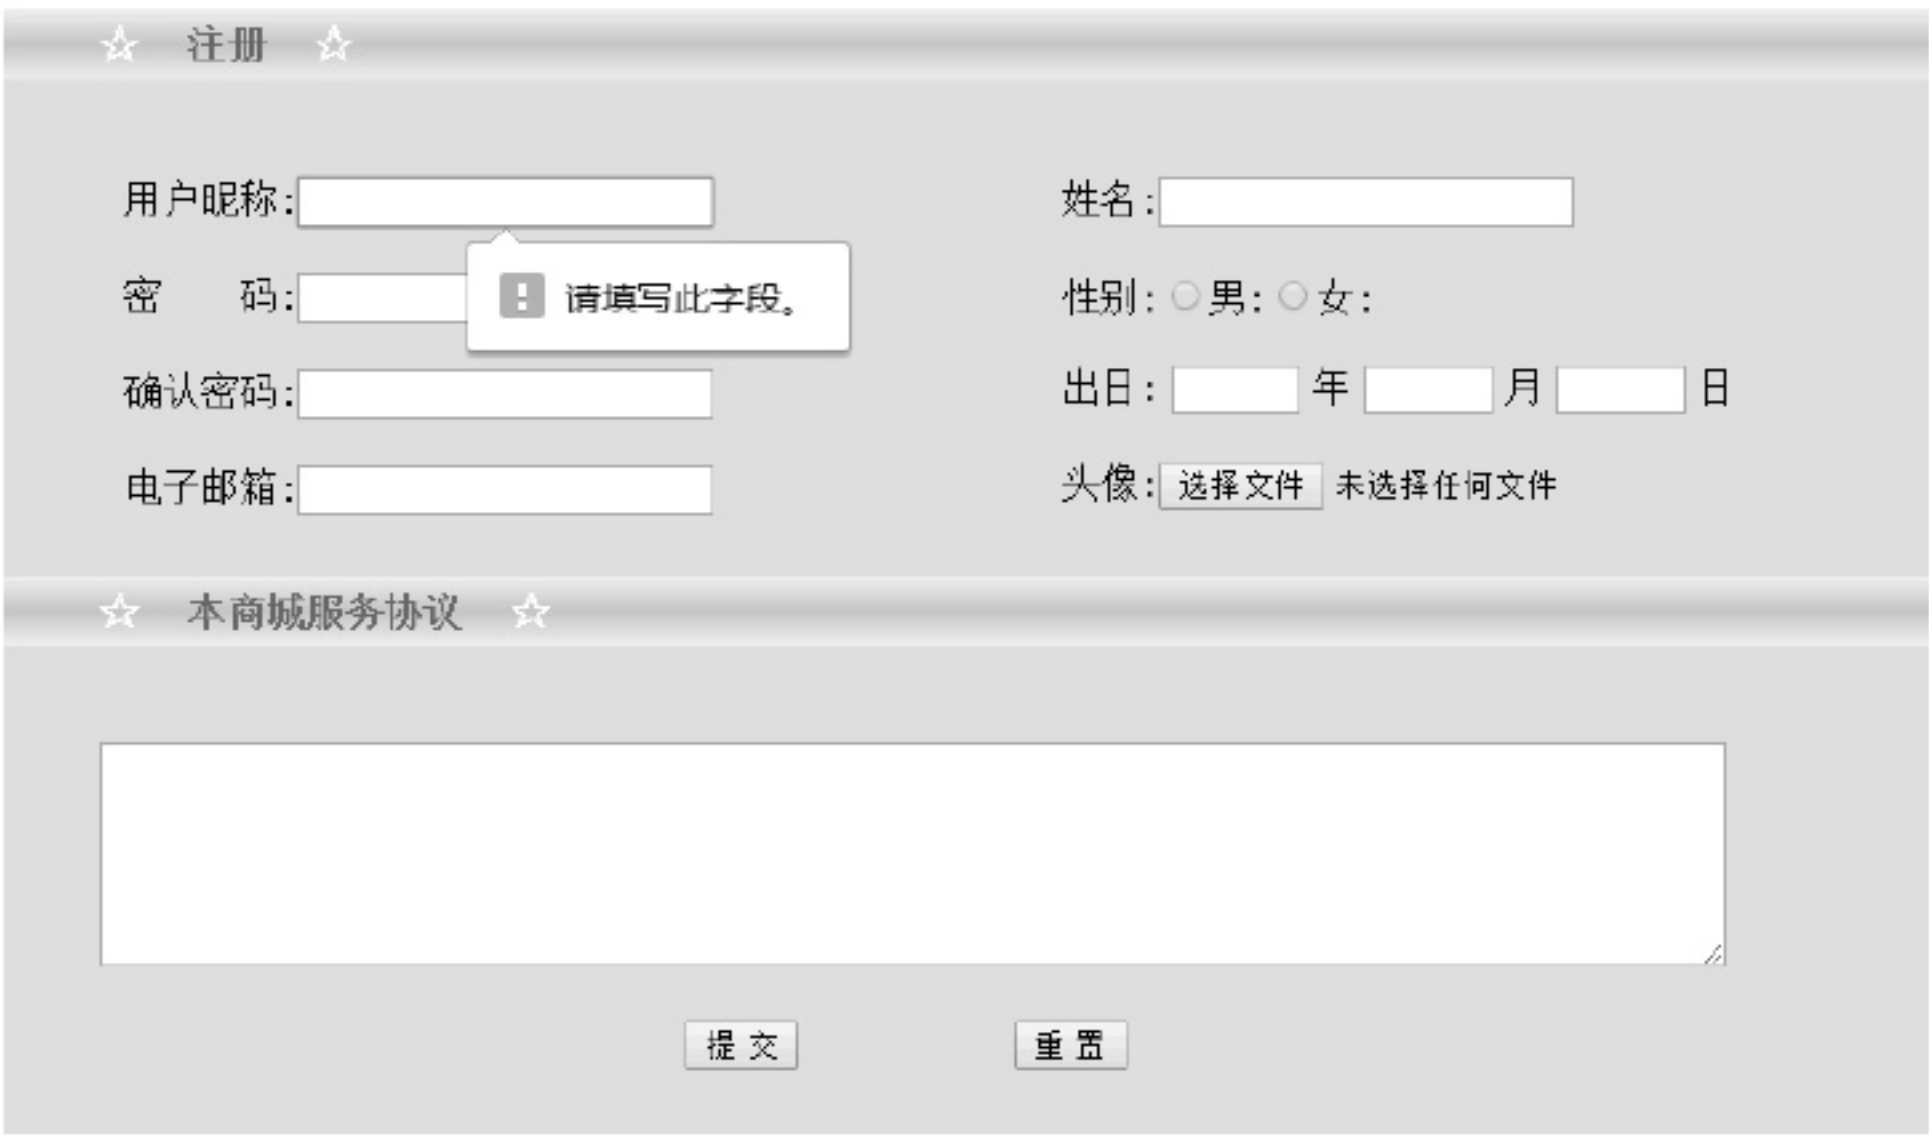 ☆ 注册 ☆
用户昵称: 姓名:
请填写此字段。
密 码: 性别: 男: 女:
确认密码: 出日: 年 月 日
电子邮箱: 头像: 选择文件 未选择任何文件
☆ 本商城服务协议 ☆
提交 重置